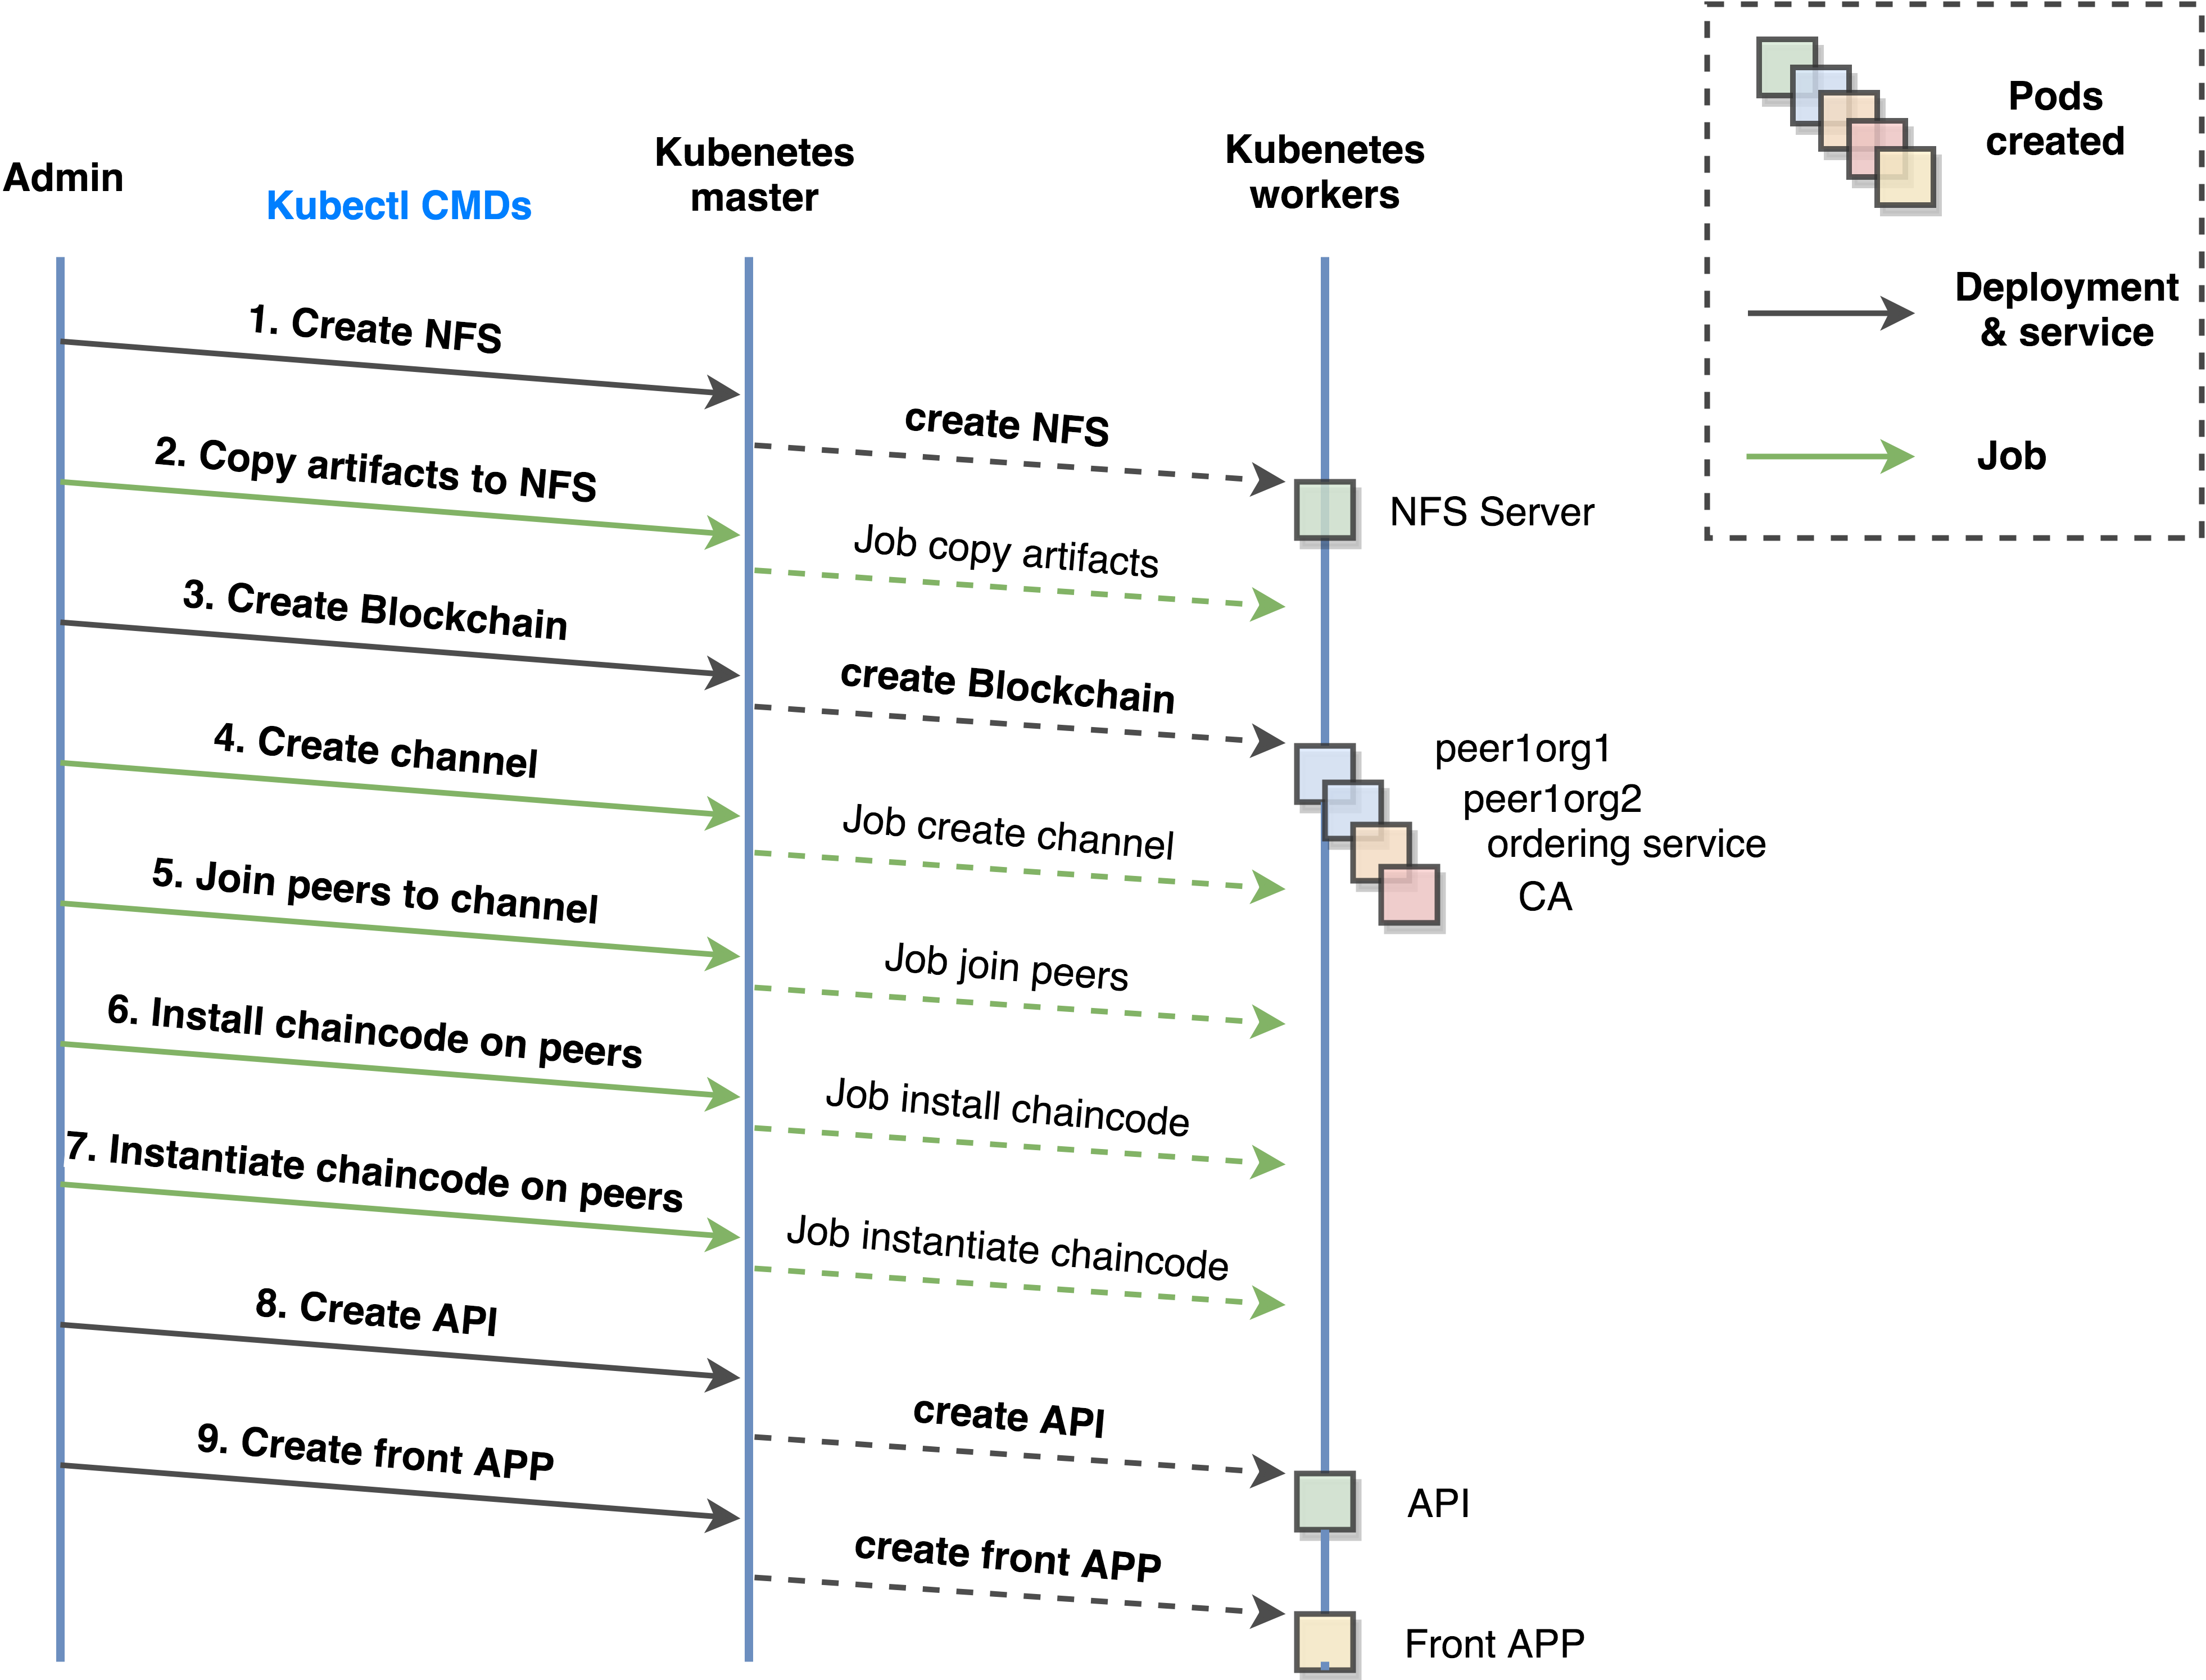 Admin
Kubectl CMDs
Kubenetes
master
Kubenetes
workers
Pods
created
Deployment
& service
Job
1. Create NFS
create NFS
2. Copy artifacts to NFS
NFS Server
Job copy artifacts
3. Create Blockchain
create Blockchain
4. Create channel
peer1org1
peer1org2
ordering service
CA
Job create channel
5. Join peers to channel
Job join peers
6. Install chaincode on peers
Job install chaincode
7. Instantiate chaincode on peers
Job instantiate chaincode
8. Create API
create API
9. Create front APP
API
create front APP
Front APP